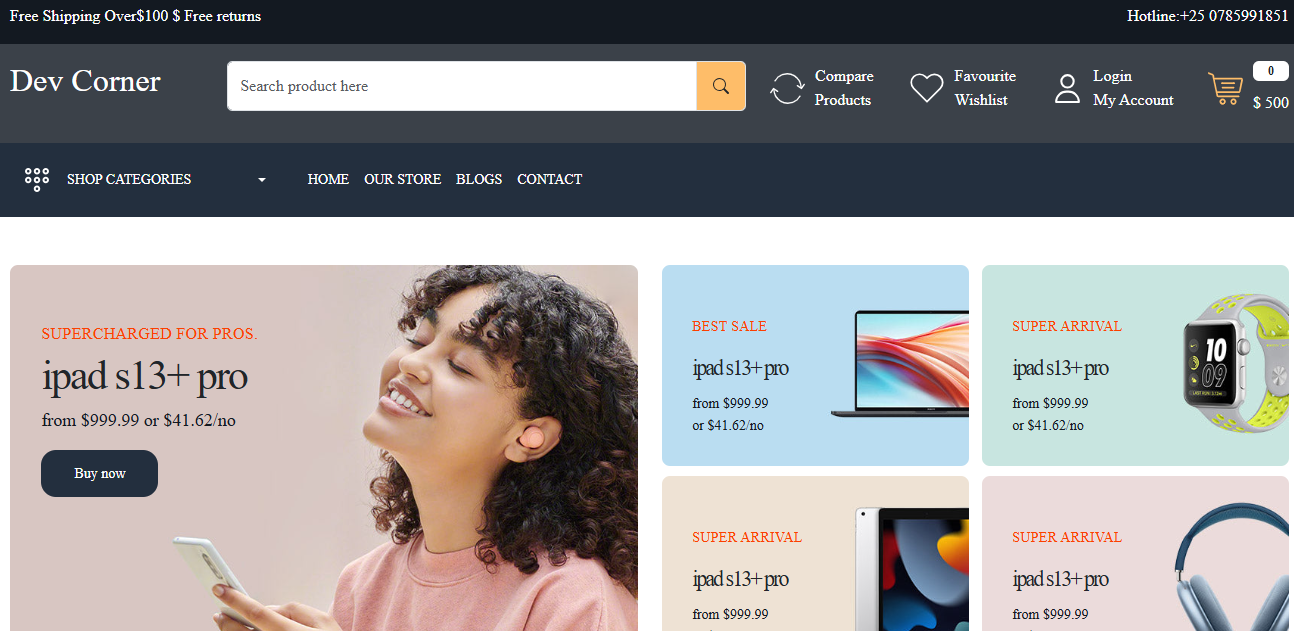 Free Shipping Over$100 $ Free returns
Hotline:+25 0785991851
Dev Corner
Search product here
Compare
Products
Favourite
Wishlist
Login
My Account
0
$ 500
SHOP CATEGORIES
HOME
OUR STORE
BLOGS
CONTACT
SUPERCHARGED FOR PROS.
ipad s13+ pro
from $999.99 or $41.62/no
Buy now
BEST SALE
ipad s13+ pro
from $999.99
or $41.62/no
SUPER ARRIVAL
ipad s13+ pro
from $999.99
or $41.62/no
10
09
SUPER ARRIVAL
ipad s13+ pro
from $999.99
SUPER ARRIVAL
ipad s13+ pro
from $999.99